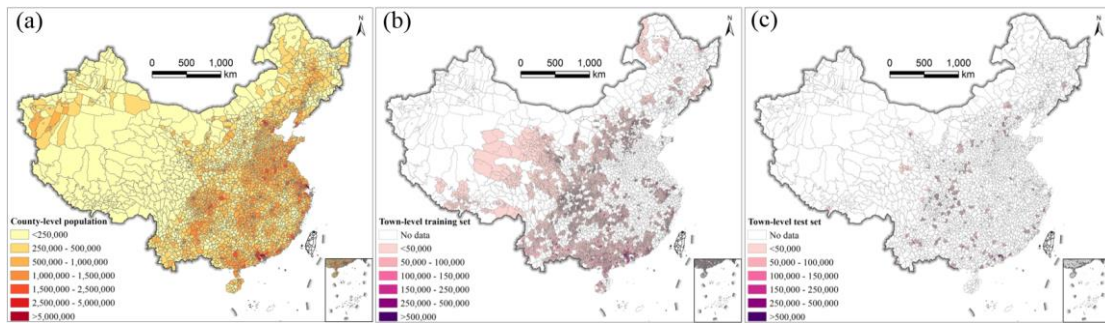 (a)
N
0 500 1,000
km
County-level population
<250,000
250,000 - 500,000
500,000 - 1,000,000
1,000,000 - 1,500,000
1,500,000 - 2,500,000
2,500,000 - 5,000,000
>5,000,000
(b)
N
0 500 1,000
km
Town-level training set
No data
<50,000
50,000 - 100,000
100,000 - 150,000
150,000 - 250,000
250,000 - 500,000
>500,000
(c)
N
0 500 1,000
km
Town-level test set
No data
<50,000
50,000 - 100,000
100,000 - 150,000
150,000 - 250,000
250,000 - 500,000
>500,000